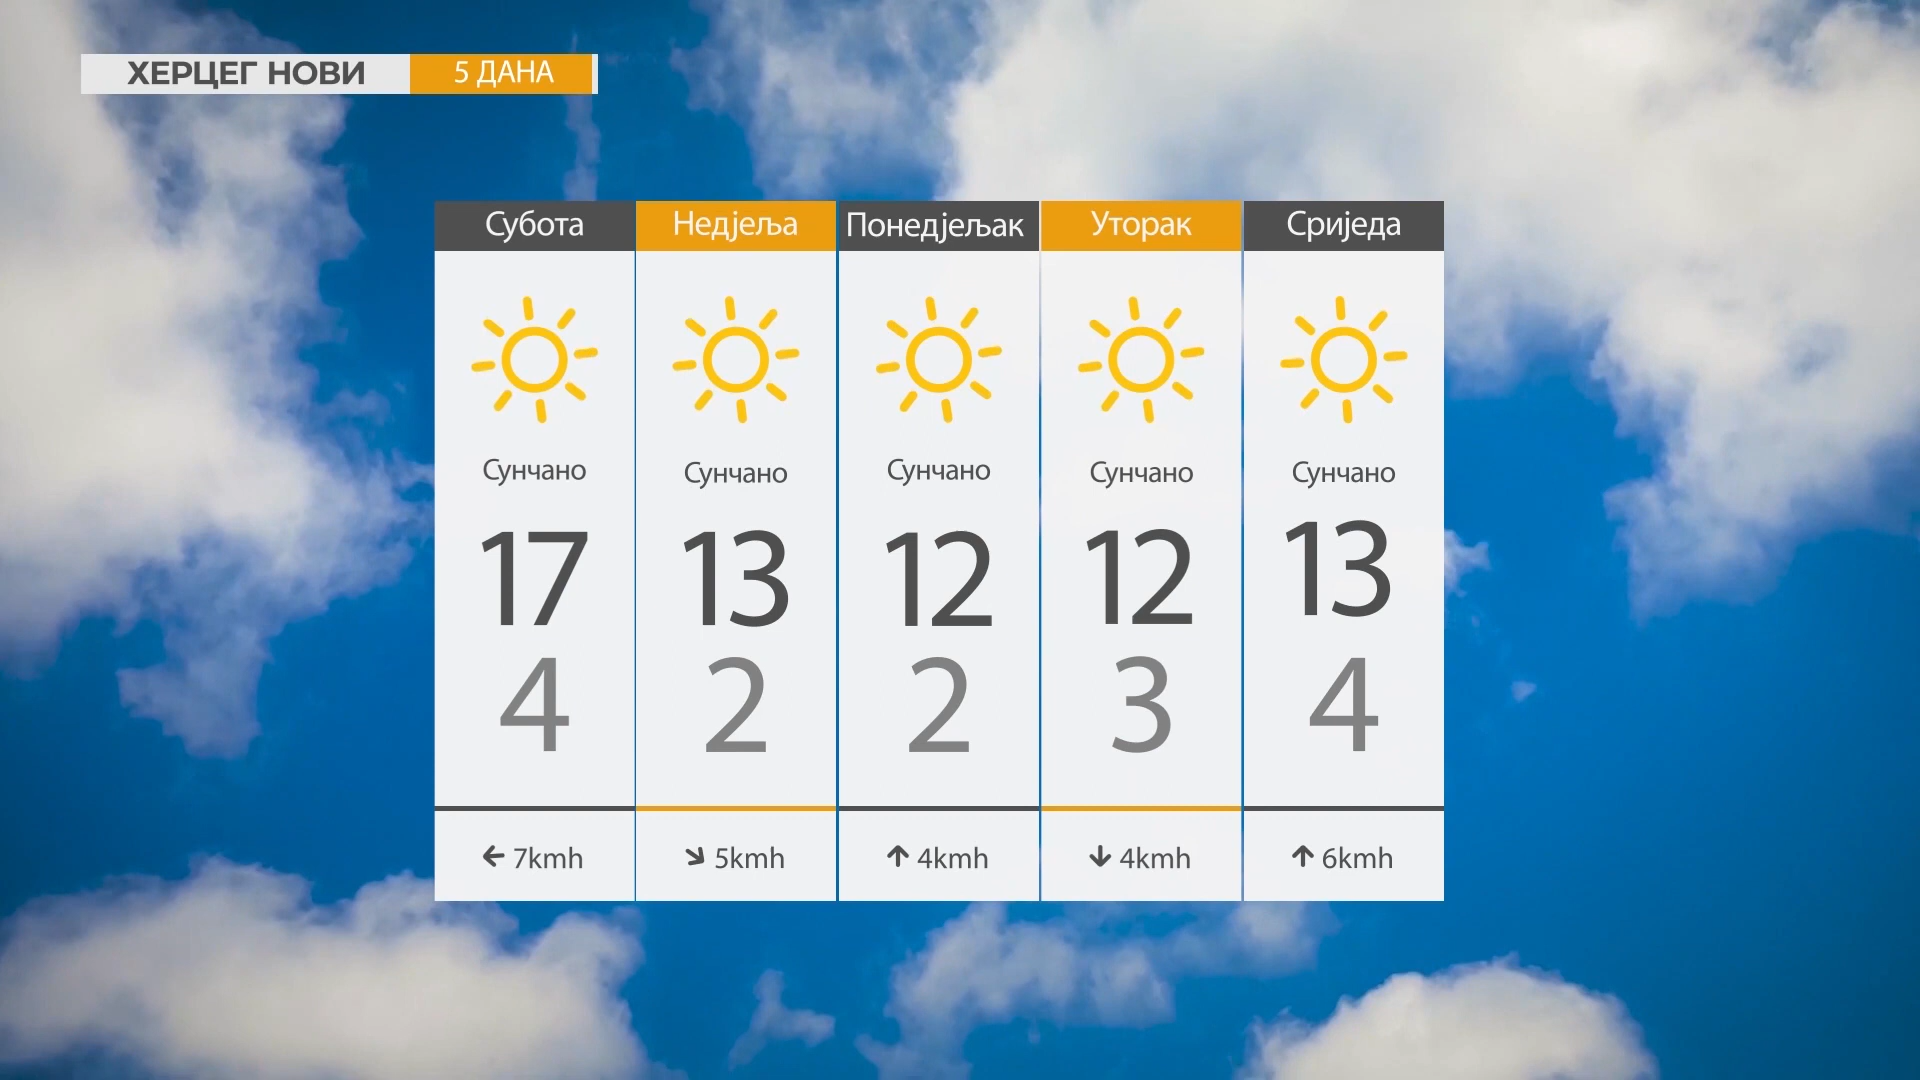 ХЕРЦЕГ НОВИ 5 ДАНА
Субота Недјеља Понедјељак Уторак Сриједа
Сунчано Сунчано Сунчано Сунчано Сунчано
17 13 12 12 13
4 2 2 3 4
← 7kmh ↘ 5kmh ↑ 4kmh ↓ 4kmh ↑ 6kmh